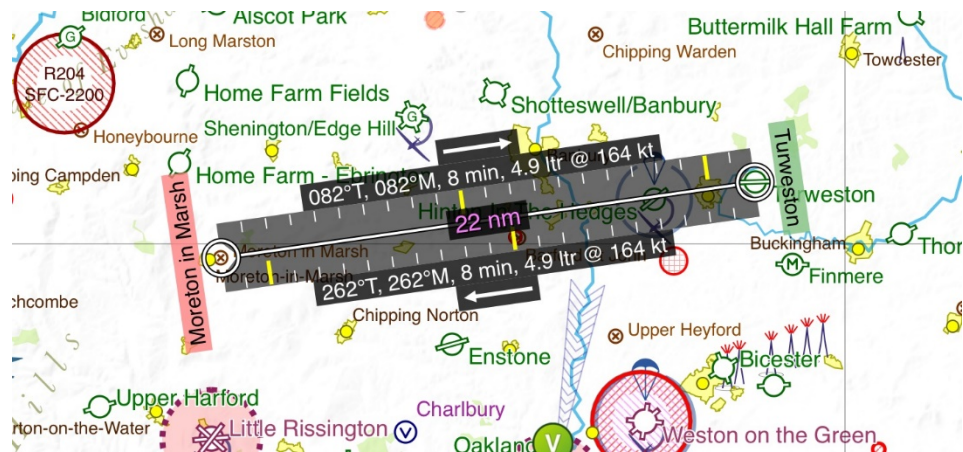 Bidford
Alscot Park
Buttermilk Hall Farm
G
Long Marston
Chipping Warden
Towcester
R204
SFC-2200
Home Farm Fields
Shotteswell/Banbury
G
Honeybourne
Shenington/Edge Hill
ping Campden
Home Farm - Ebrington
082°T, 082°M, 8 min, 4.9 ltr @ 164 kt
Turweston
Turweston
Hinton-In-The-Hedges
22 nm
Moreton in Marsh
Moreton in Marsh
Moreton-in-Marsh
262°T, 262°M, 8 min, 4.9 ltr @ 164 kt
Buckingham
Thor
M
Finmere
chcombe
Chipping Norton
Upper Heyford
Enstone
Bicester
Upper Harford
Charlbury
rton-on-the-Water
Little Rissington
V
Oakland
V
Weston on the Green